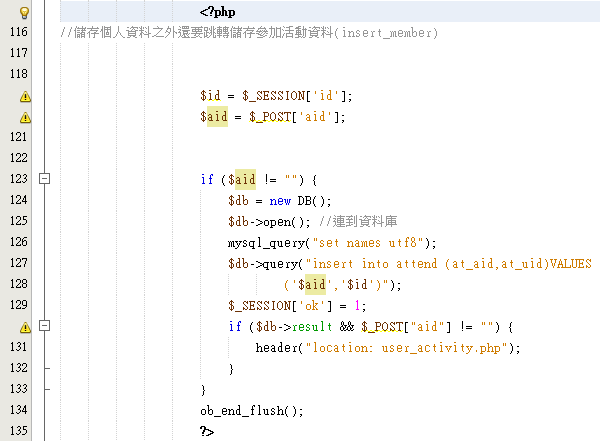 <?php
116 //儲存個人資料之外還要跳轉儲存參加活動資料(insert_member)
117
118
$id = $_SESSION['id'];
$aid = $_POST['aid'];
121
122
123 if ($aid != "") {
124 $db = new DB();
125 $db->open(); //連到資料庫
126 mysql_query("set names utf8");
127 $db->query("insert into attend (at_aid,at_uid)VALUES
128 ('$aid','$id')");
129 $_SESSION['ok'] = 1;
if ($db->result && $_POST["aid"] != "") {
131 header("location: user_activity.php");
132 }
133 }
134 ob_end_flush();
135 ?>